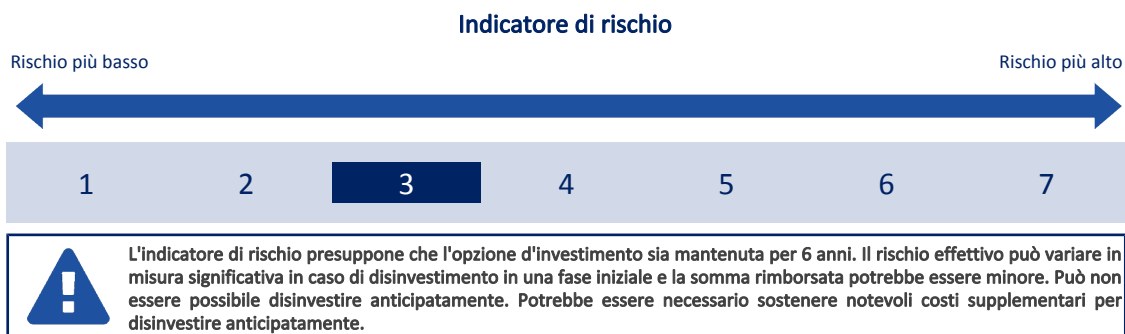 Indicatore di rischio
Rischio più basso Rischio più alto
1 2 3 4 5 6 7
L'indicatore di rischio presuppone che l'opzione d'investimento sia mantenuta per 6 anni. Il rischio effettivo può variare in
misura significativa in caso di disinvestimento in una fase iniziale e la somma rimborsata potrebbe essere minore. Può non
essere possibile disinvestire anticipatamente. Potrebbe essere necessario sostenere notevoli costi supplementari per
disinvestire anticipatamente.